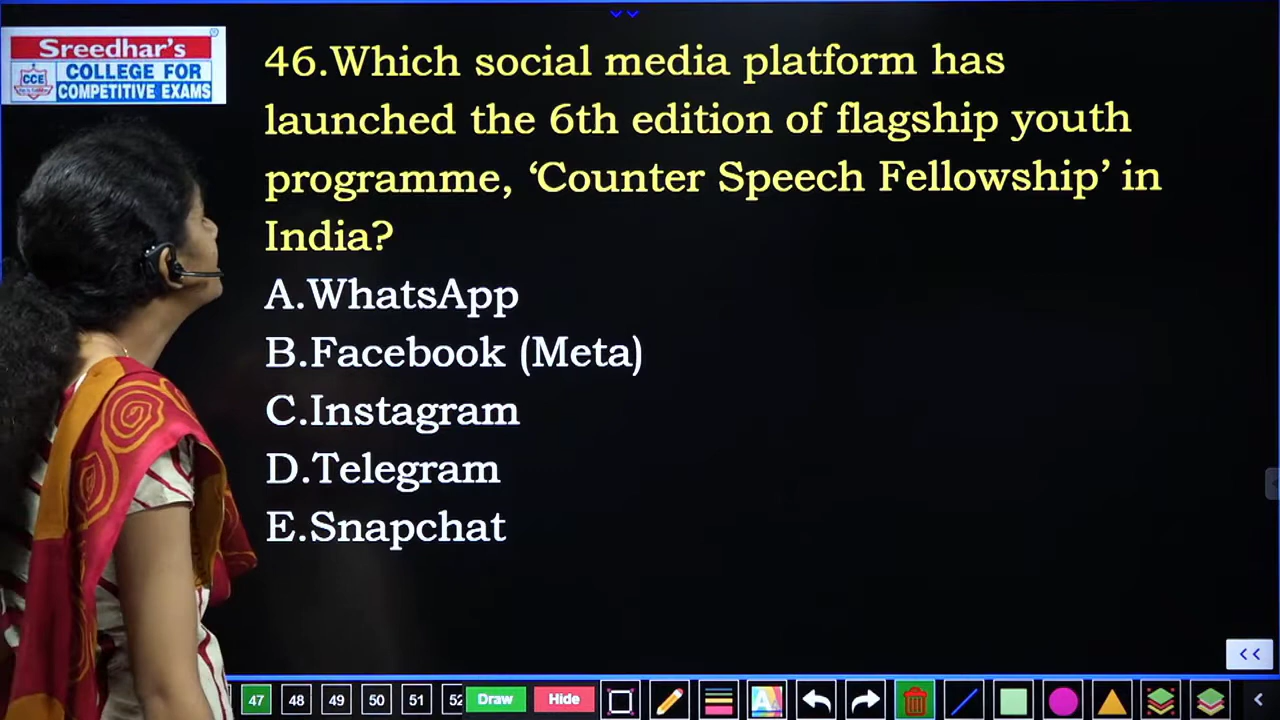 Sreedhar's
CCE
COLLEGE FOR
COMPETITIVE EXAMS
46.Which social media platform has
launched the 6th edition of flagship youth
programme, ‘Counter Speech Fellowship’ in
India?
A.WhatsApp
B.Facebook (Meta)
C.Instagram
D.Telegram
E.Snapchat
47 48 49 50 51 52 Draw Hide A